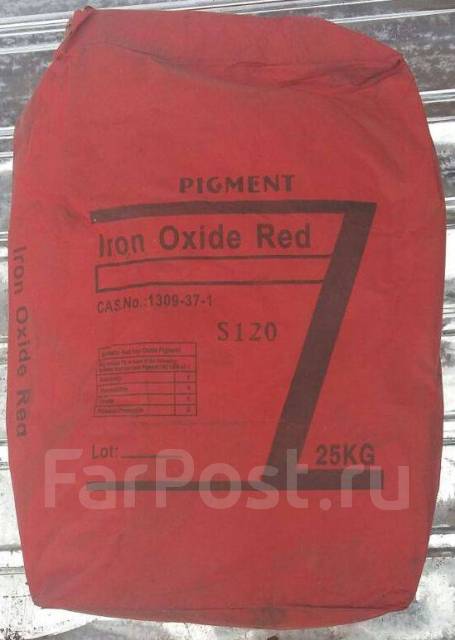 PIGMENT
Iron Oxide Red
CAS.No.:1309-37-1
S120
Lot:
25KG
Iron Oxide Red
FarPost.ru